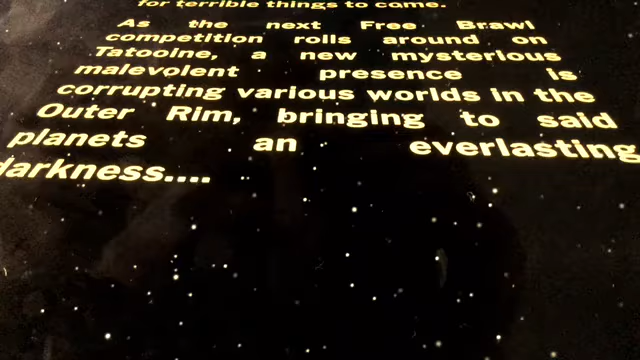 for terrible things to come.
As the next Free Brawl
competition rolls around on
Tatooine, a new mysterious
malevolent presence is
corrupting various worlds in the
Outer Rim, bringing to said
planets an everlasting
darkness....